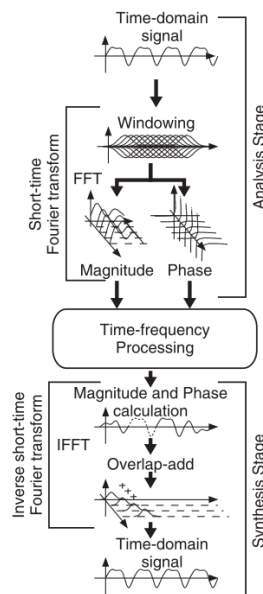 Time-domain
signal
Windowing
FFT
Short-time
Fourier transform
Magnitude
Phase
Analysis Stage
Time-frequency
Processing
Magnitude and Phase
calculation
IFFT
Overlap-add
+
+
+
Inverse short-time
Fourier transform
Time-domain
signal
Synthesis Stage